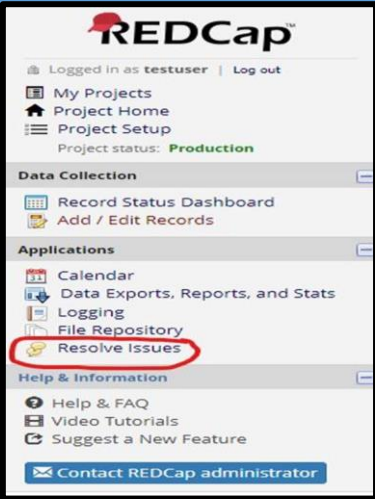 REDCap™
Logged in as testuser | Log out
My Projects
Project Home
Project Setup
Project status: Production
Data Collection
Record Status Dashboard
Add / Edit Records
Applications
Calendar
Data Exports, Reports, and Stats
Logging
File Repository
Resolve Issues
Help & Information
Help & FAQ
Video Tutorials
Suggest a New Feature
Contact REDCap administrator